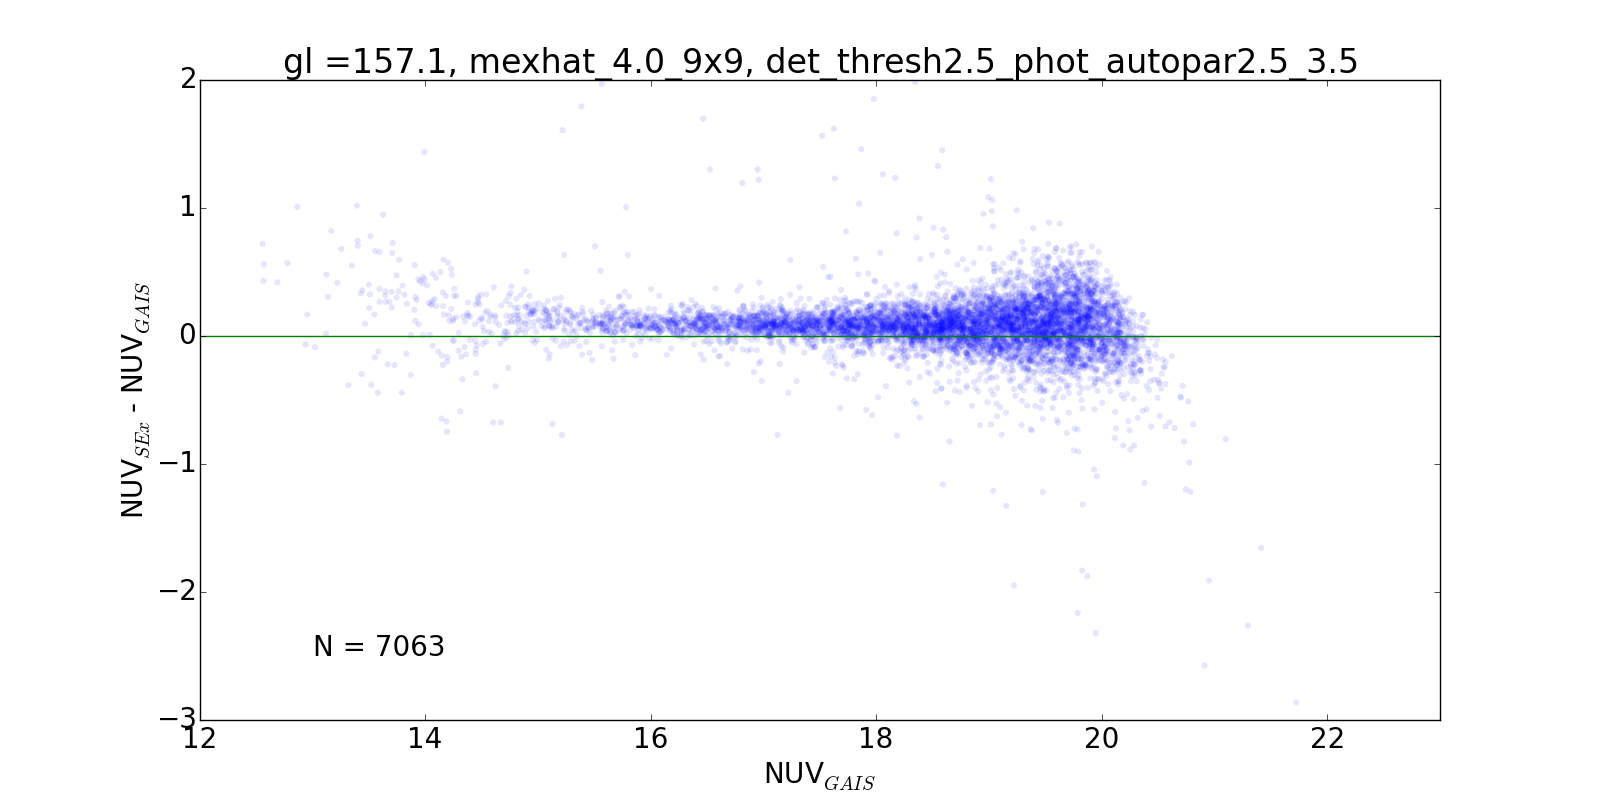 gl =157.1, mexhat_4.0_9x9, det_thresh2.5_phot_autopar2.5_3.5
2
1
0
−1
−2
−3
NUV_SEx - NUV_GAIS
N = 7063
12 14 16 18 20 22
NUV_GAIS